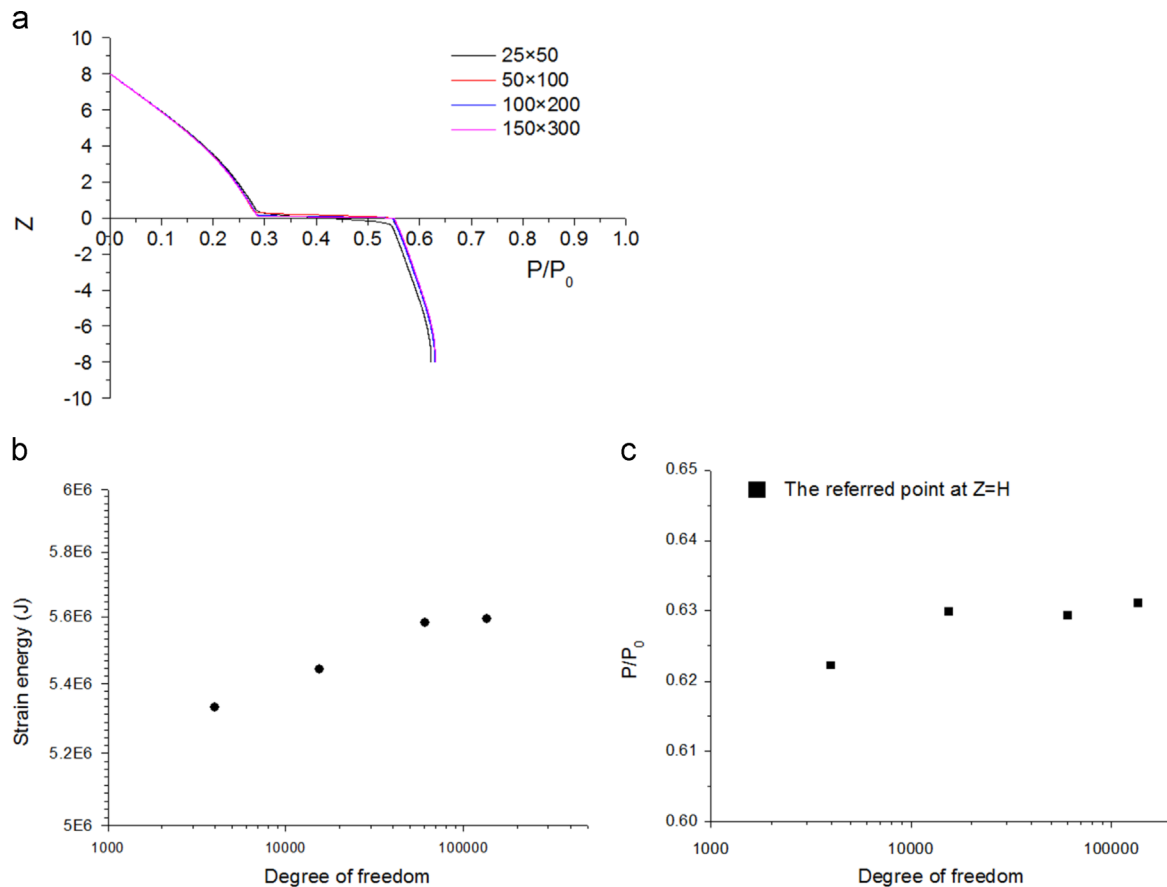 a
10
8
6
4
2
0
-2
-4
-6
-8
-10
Z
0.0 0.1 0.2 0.3 0.4 0.5 0.6 0.7 0.8 0.9 1.0
P/P0
25×50
50×100
100×200
150×300
b
6E6
5.8E6
5.6E6
5.4E6
5.2E6
5E6
Strain energy (J)
1000 10000 100000
Degree of freedom
c
0.65
0.64
0.63
0.62
0.61
0.60
P/P0
The referred point at Z=H
1000 10000 100000
Degree of freedom